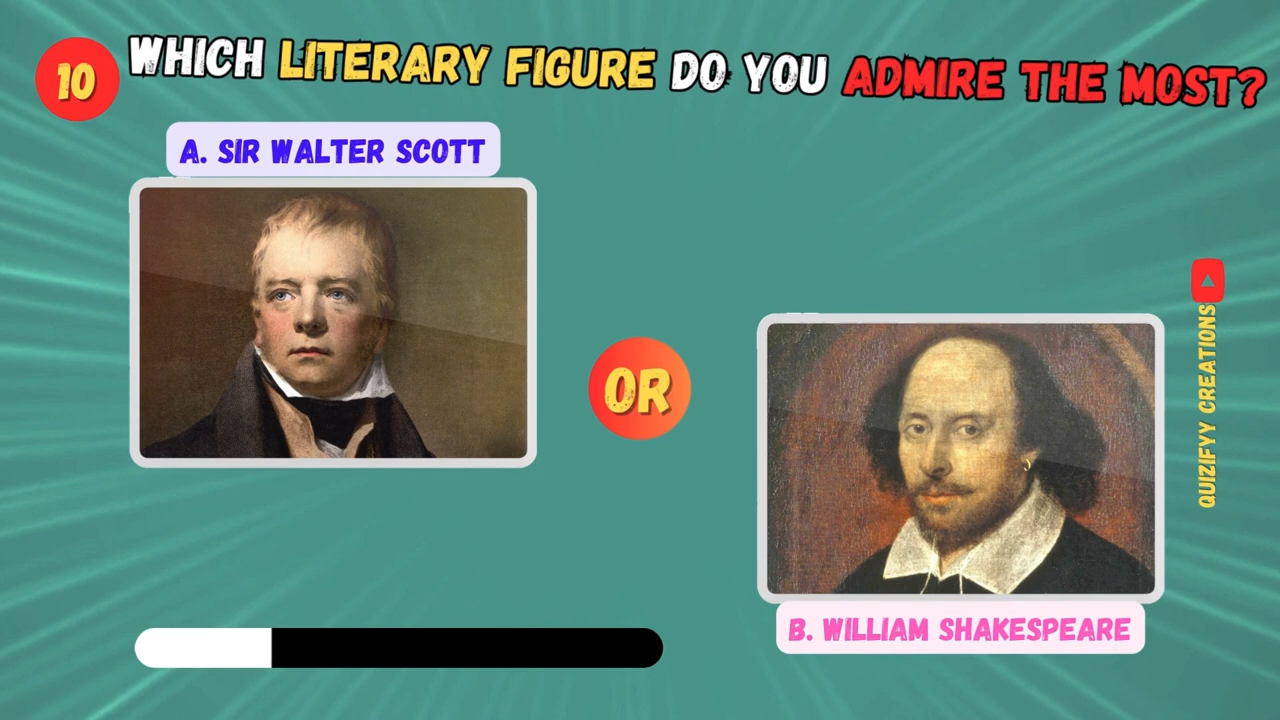 10
WHICH LITERARY FIGURE DO YOU ADMIRE THE MOST?
A. SIR WALTER SCOTT
OR
B. WILLIAM SHAKESPEARE
QUIZIFYY CREATIONS